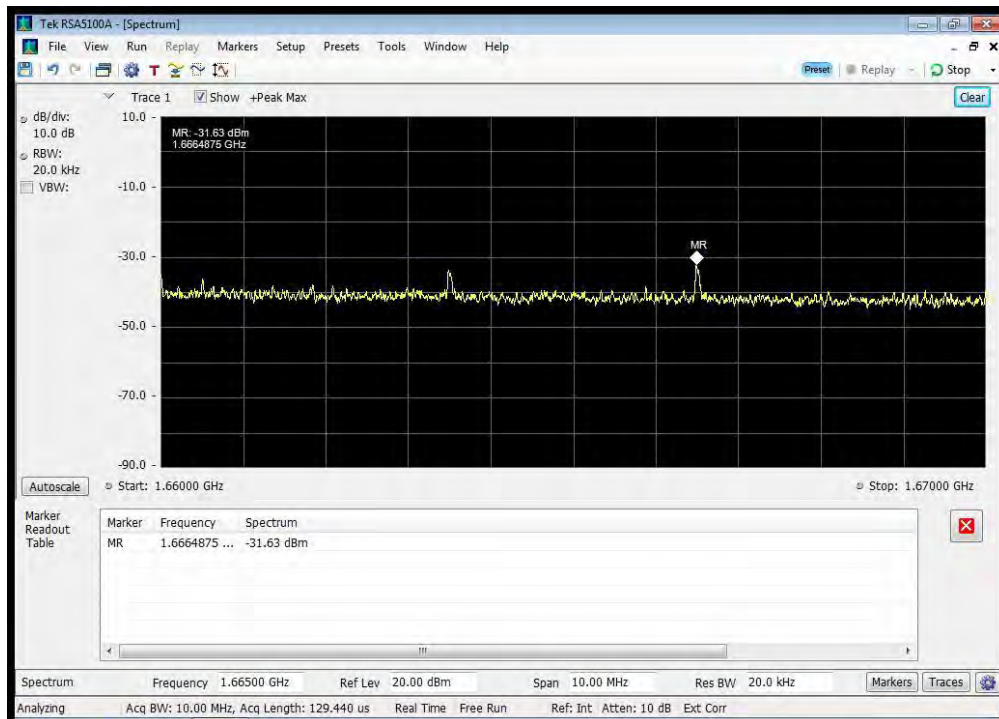 Tek RSA5100A - [Spectrum]
File View Run Replay Markers Setup Presets Tools Window Help
Preset Replay Stop
Trace 1 Show +Peak Max Clear
dB/div: 10.0 dB
RBW: 20.0 kHz
VBW:
10.0
-10.0
-30.0
-50.0
-70.0
-90.0
MR: -31.63 dBm
1.6664875 GHz
MR
Autoscale Start: 1.66000 GHz Stop: 1.67000 GHz
Marker Readout Table
Marker Frequency Spectrum
MR 1.6664875 ... -31.63 dBm
Spectrum Frequency 1.66500 GHz Ref Lev 20.00 dBm Span 10.00 MHz Res BW 20.0 kHz Markers Traces
Analyzing Acq BW: 10.00 MHz, Acq Length: 129.440 us Real Time Free Run Ref: Int Atten: 10 dB Ext Corr